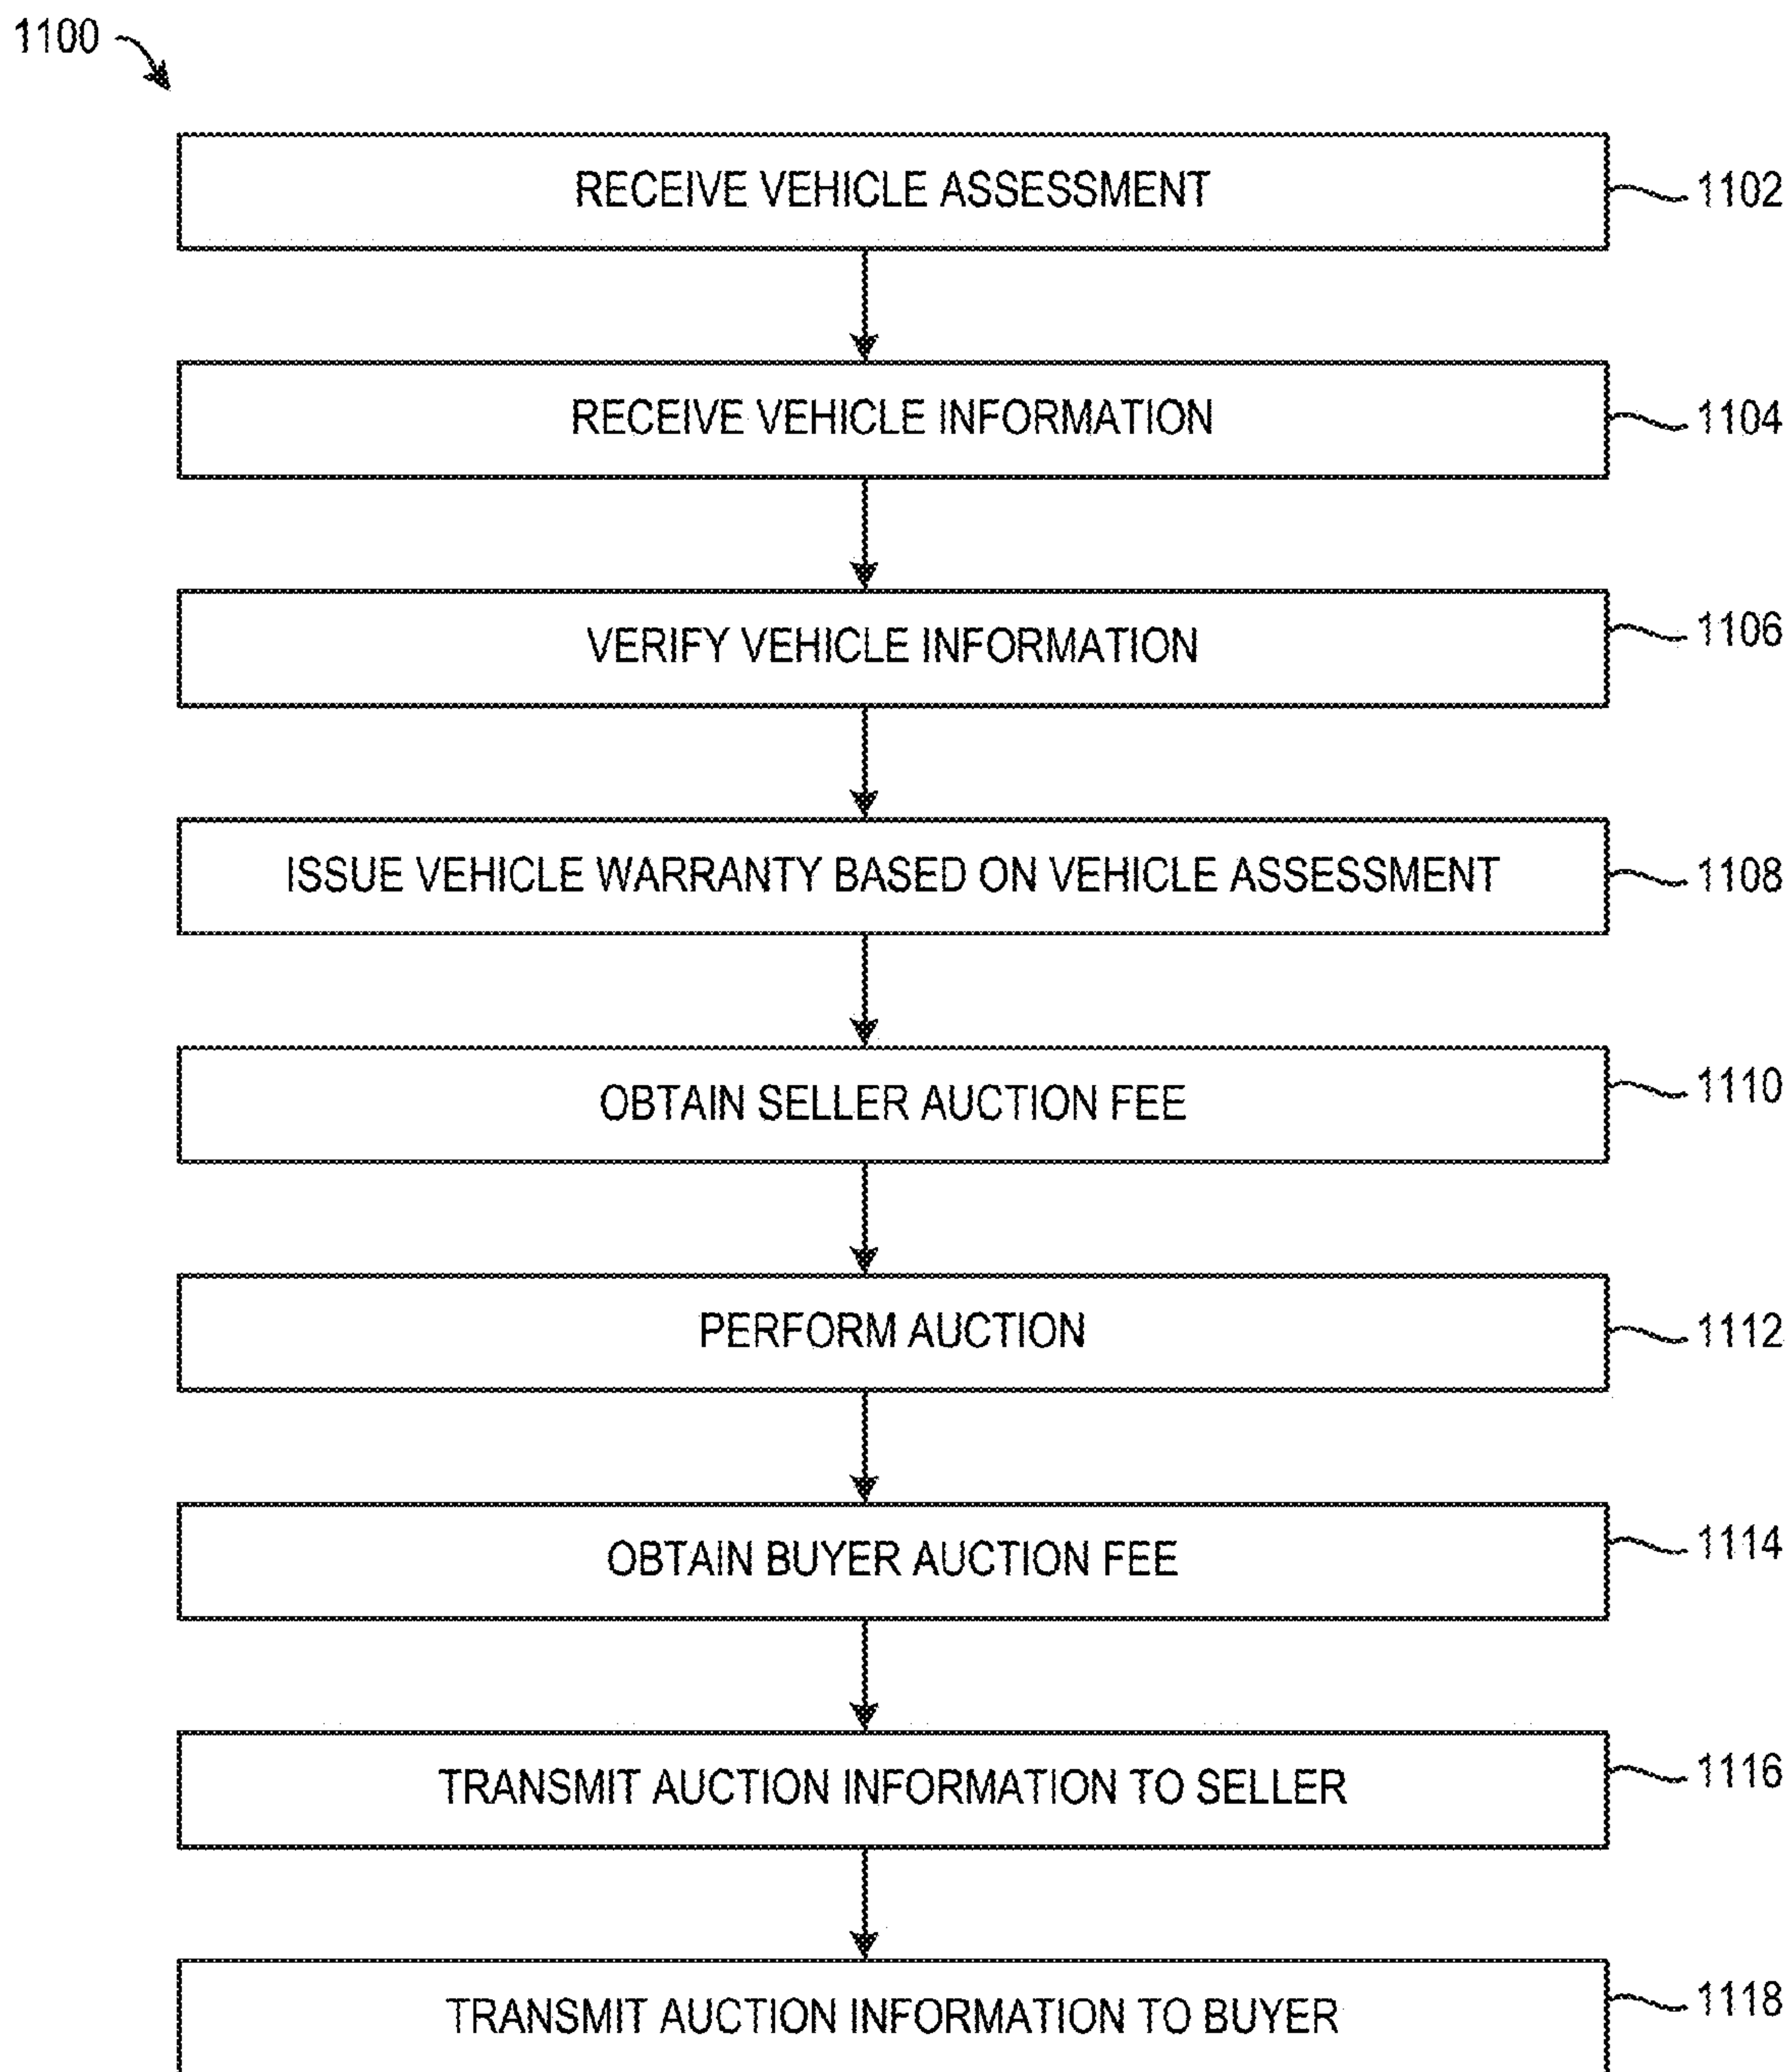 1100
RECEIVE VEHICLE ASSESSMENT 1102
RECEIVE VEHICLE INFORMATION 1104
VERIFY VEHICLE INFORMATION 1106
ISSUE VEHICLE WARRANTY BASED ON VEHICLE ASSESSMENT 1108
OBTAIN SELLER AUCTION FEE 1110
PERFORM AUCTION 1112
OBTAIN BUYER AUCTION FEE 1114
TRANSMIT AUCTION INFORMATION TO SELLER 1116
TRANSMIT AUCTION INFORMATION TO BUYER 1118